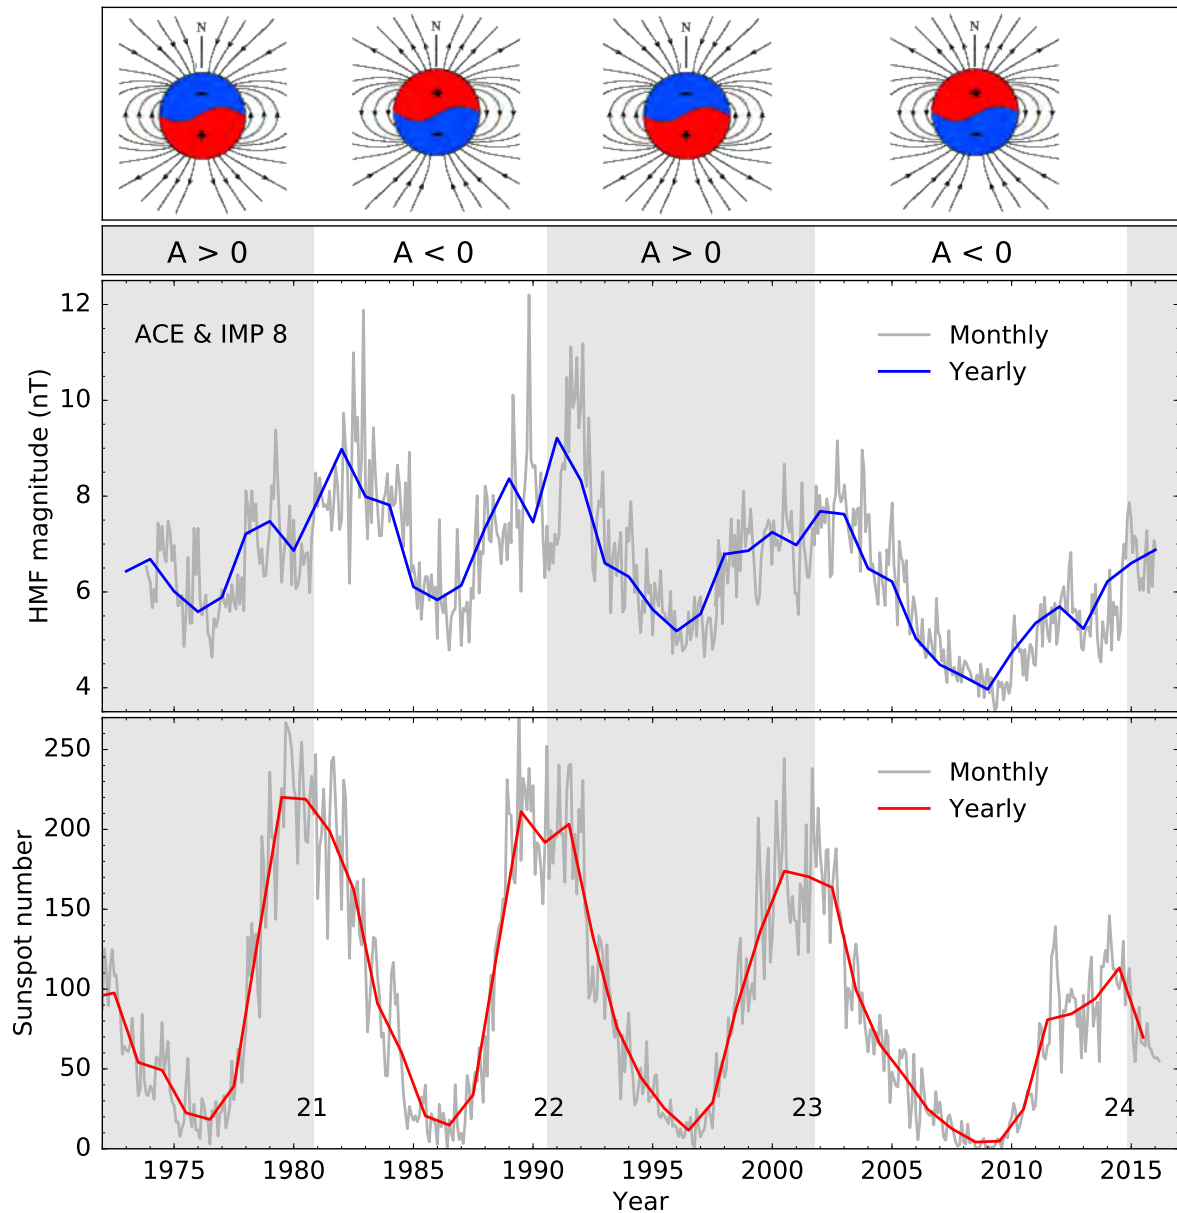 N N N N
- + - +
+ - + -
A > 0 A < 0 A > 0 A < 0
12
10
8
6
4
HMF magnitude (nT)
ACE & IMP 8
Monthly
Yearly
250
200
150
100
50
0
Sunspot number
Monthly
Yearly
21 22 23 24
1975 1980 1985 1990 1995 2000 2005 2010 2015
Year